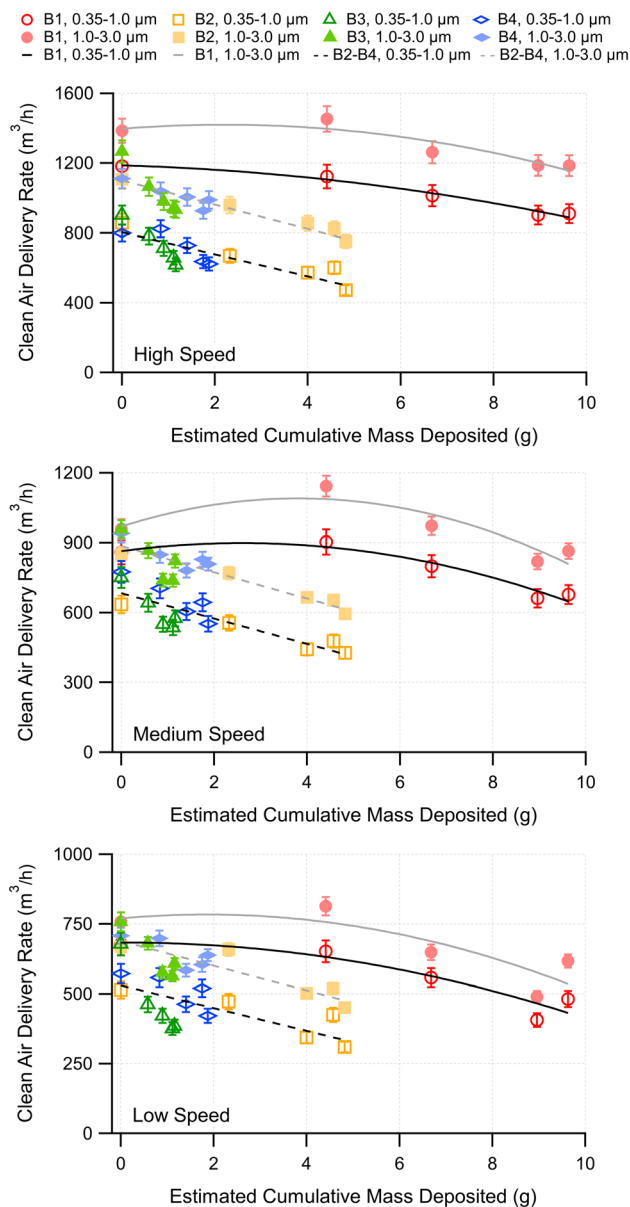 B1, 0.35-1.0 µm B2, 0.35-1.0 µm B3, 0.35-1.0 µm B4, 0.35-1.0 µm
B1, 1.0-3.0 µm B2, 1.0-3.0 µm B3, 1.0-3.0 µm B4, 1.0-3.0 µm
B1, 0.35-1.0 µm B1, 1.0-3.0 µm B2-B4, 0.35-1.0 µm B2-B4, 1.0-3.0 µm
Clean Air Delivery Rate (m³/h)
1600
1200
800
400
0
High Speed
0 2 4 6 8 10
Estimated Cumulative Mass Deposited (g)
Clean Air Delivery Rate (m³/h)
1200
900
600
300
0
Medium Speed
0 2 4 6 8 10
Estimated Cumulative Mass Deposited (g)
Clean Air Delivery Rate (m³/h)
1000
750
500
250
0
Low Speed
0 2 4 6 8 10
Estimated Cumulative Mass Deposited (g)